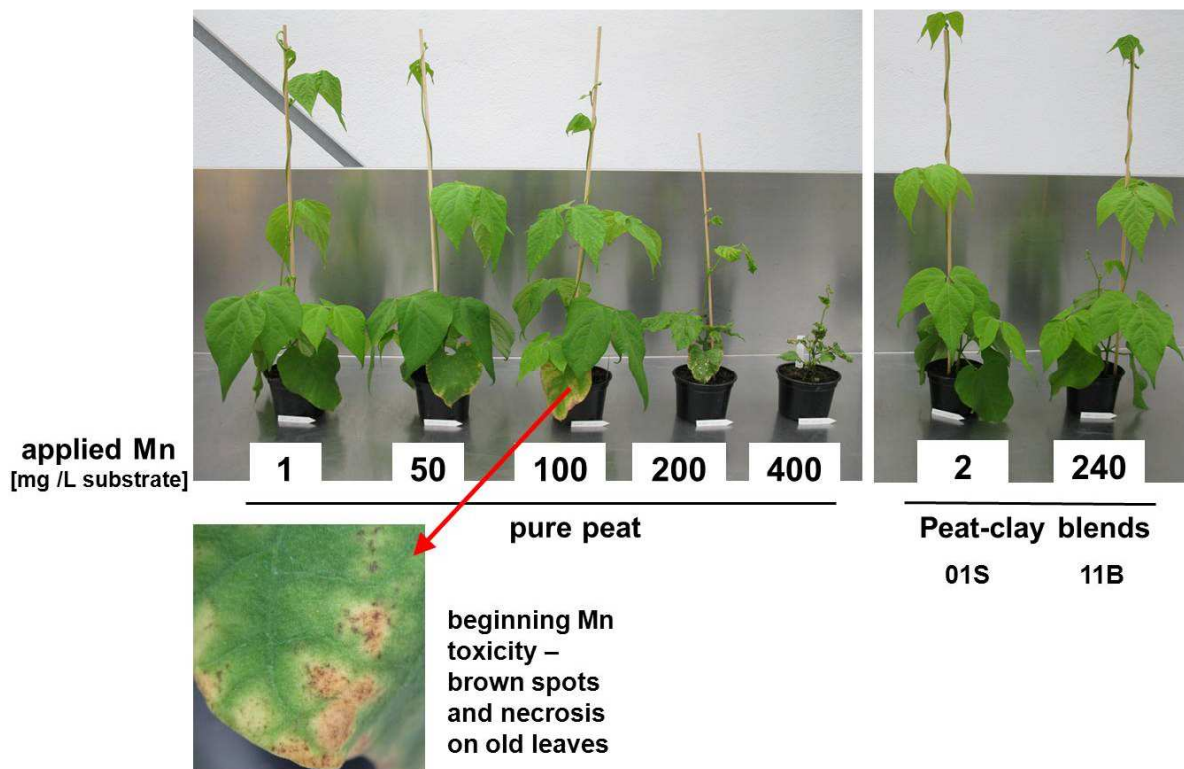 applied Mn
[mg /L substrate]
1
50
100
200
400
2
240
pure peat
Peat-clay blends
01S
11B
beginning Mn
toxicity –
brown spots
and necrosis
on old leaves